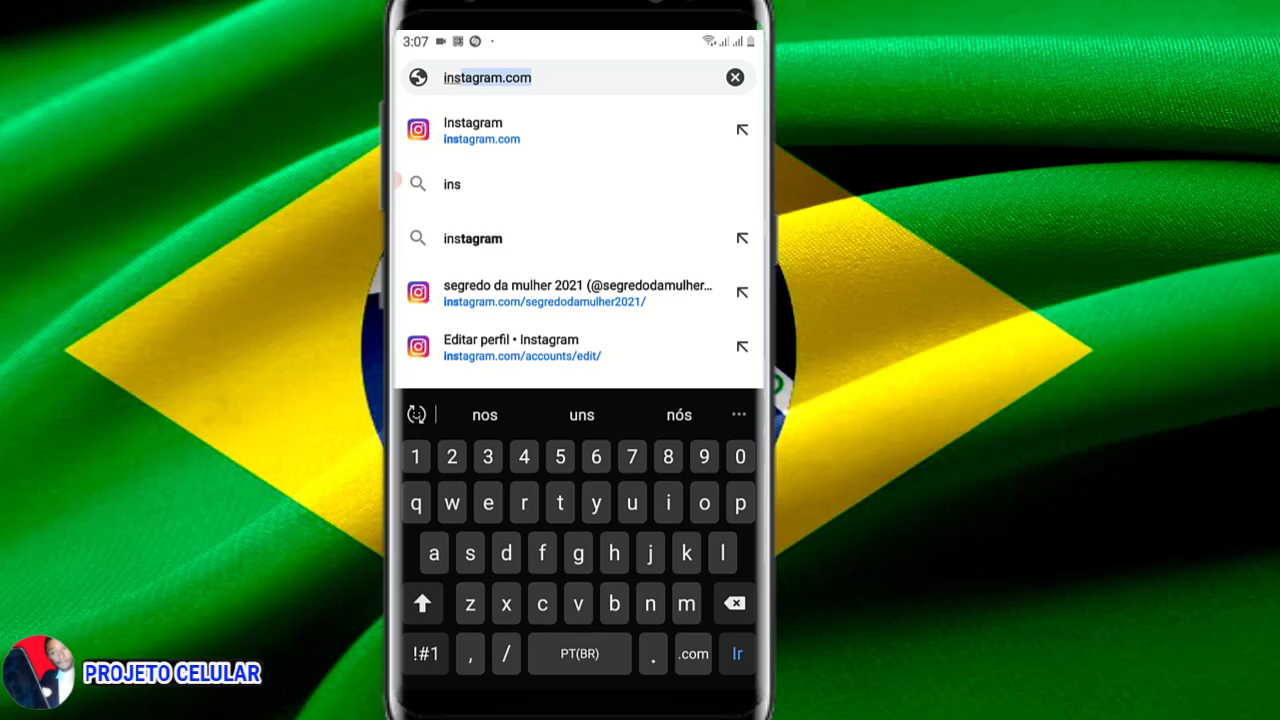 3:07
instagram.com
Instagram
instagram.com
ins
instagram
segredo da mulher 2021 (@segredodamulher...
instagram.com/segredodamulher2021/
Editar perfil • Instagram
instagram.com/accounts/edit/
nos uns nós ...
1 2 3 4 5 6 7 8 9 0
q w e r t y u i o p
a s d f g h j k l
z x c v b n m
!#1 , / PT(BR) . .com Ir
PROJETO CELULAR